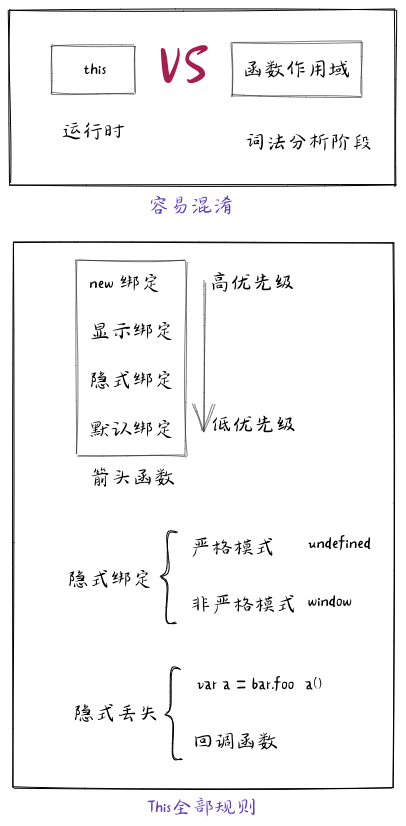 this VS 函数作用域
运行时 词法分析阶段
容易混淆
new 绑定 高优先级
显示绑定
隐式绑定
默认绑定 低优先级
箭头函数
隐式绑定
严格模式 undefined
非严格模式 window
隐式丢失
var a = bar.foo a()
回调函数
This全部规则